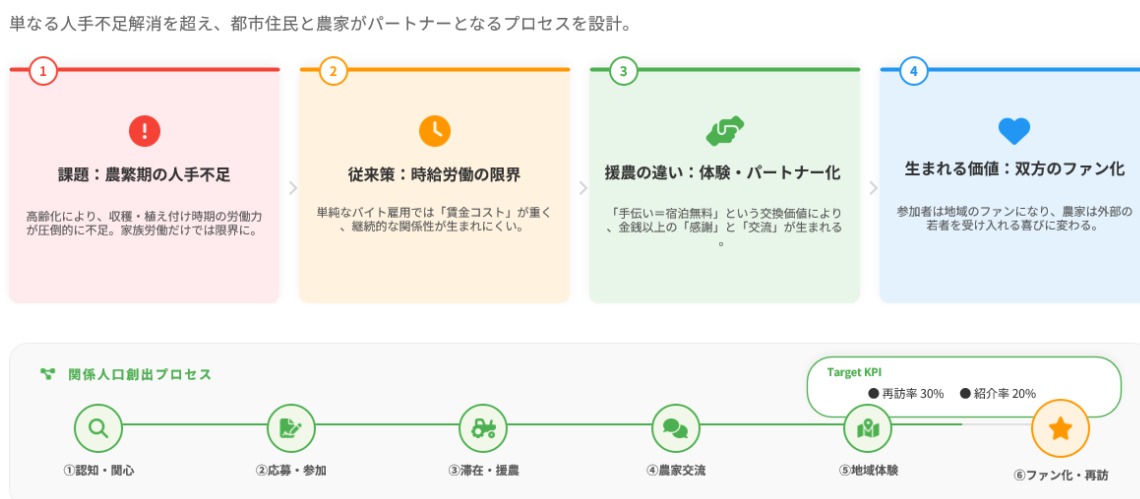 単なる人手不足解消を超え、都市住民と農家がパートナーとなるプロセスを設計。
1
課題：農繁期の人手不足
高齢化により、収穫・植え付け時期の労働力
が圧倒的に不足。家族労働だけでは限界に。
2
従来策：時給労働の限界
単純なバイト雇用では「賃金コスト」が重く
、継続的な関係性が生まれにくい。
3
援農の違い：体験・パートナー化
「手伝い＝宿泊無料」という交換価値により
、金銭以上の「感謝」と「交流」が生まれる
。
4
生まれる価値：双方のファン化
参加者は地域のファンになり、農家は外部の
若者を受け入れる喜びに変わる。
関係人口創出プロセス
Target KPI
● 再訪率 30% ● 紹介率 20%
①認知・関心
②応募・参加
③滞在・援農
④農家交流
⑤地域体験
⑥ファン化・再訪